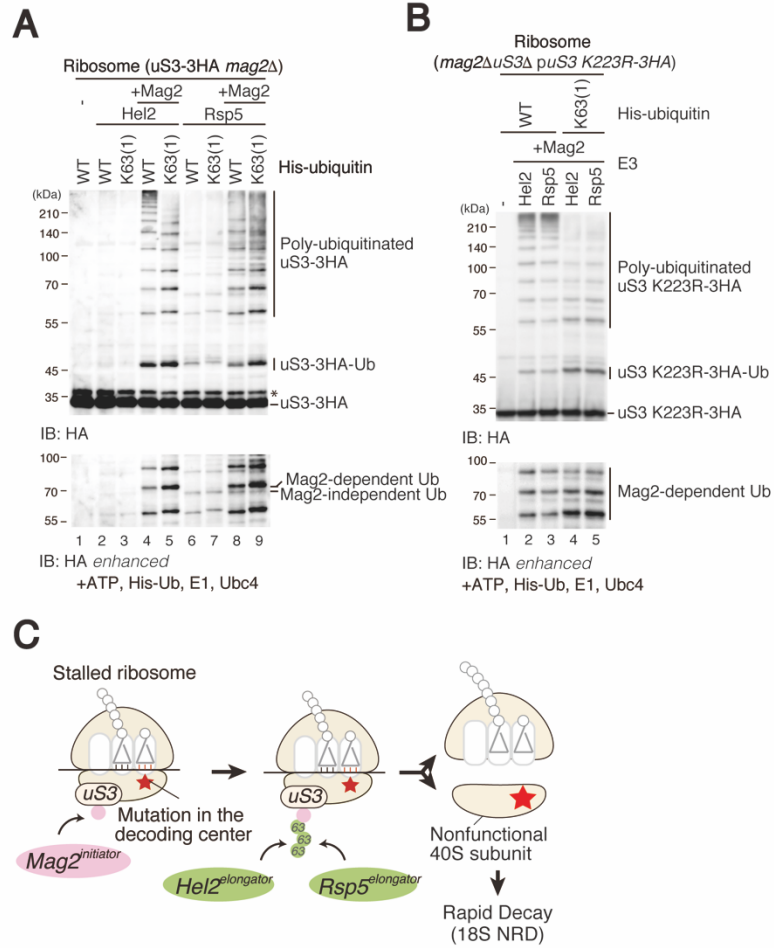 A
Ribosome (uS3-3HA mag2Δ)
+Mag2 +Mag2
- Hel2 Rsp5
WT WT K63(1) WT K63(1) WT K63(1) WT K63(1) His-ubiquitin
(kDa)
210
140
100
70
55
45
35
Poly-ubiquitinated
uS3-3HA
uS3-3HA-Ub
*
uS3-3HA
IB: HA
100
70
55
Mag2-dependent Ub
Mag2-independent Ub
1 2 3 4 5 6 7 8 9
IB: HA enhanced
+ATP, His-Ub, E1, Ubc4
B
Ribosome
(mag2ΔuS3Δ puS3 K223R-3HA)
WT K63(1) His-ubiquitin
+Mag2
- Hel2 Rsp5 Hel2 Rsp5 E3
(kDa)
210
140
100
70
55
45
35
Poly-ubiquitinated
uS3 K223R-3HA
uS3 K223R-3HA-Ub
uS3 K223R-3HA
IB: HA
100
70
55
Mag2-dependent Ub
1 2 3 4 5
IB: HA enhanced
+ATP, His-Ub, E1, Ubc4
C
Stalled ribosome
uS3
Mutation in the
decoding center
Mag2initiator
uS3
63
63
63
Hel2elongator
Rsp5elongator
Nonfunctional
40S subunit
Rapid Decay
(18S NRD)